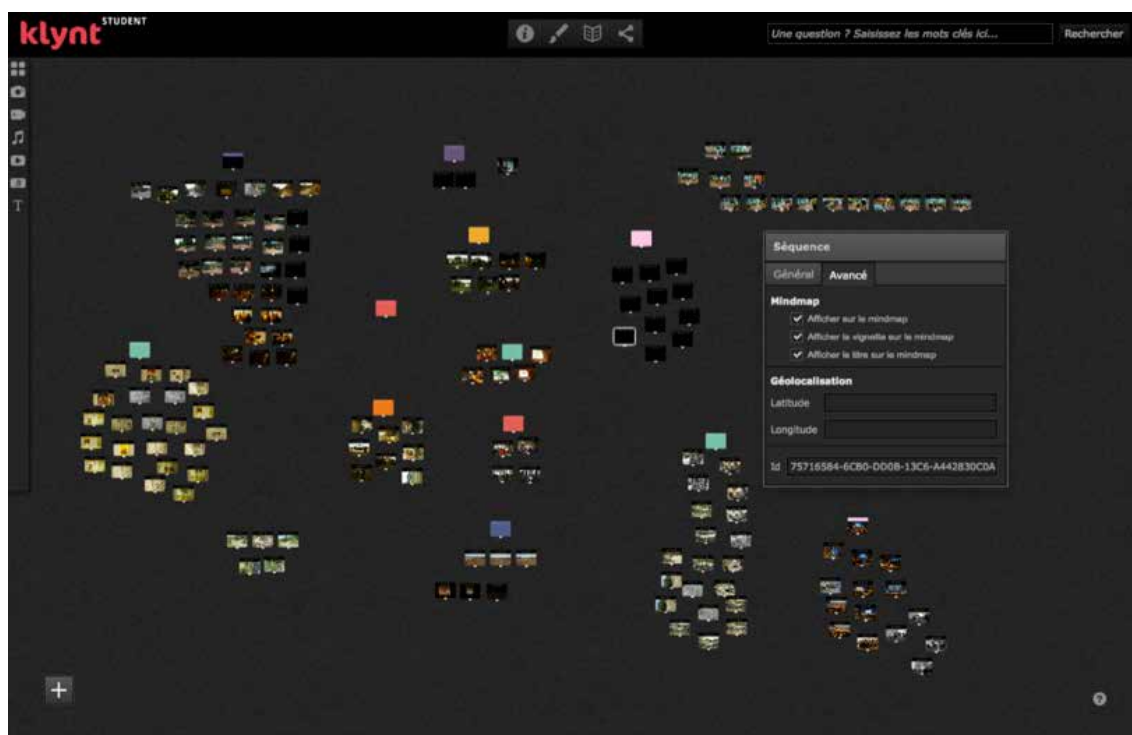 klynt STUDENT
Une question ? Saisissez les mots clés ici...
Rechercher
T
Séquence
Général Avancé
Mindmap
Afficher sur le mindmap
Afficher la vignette sur le mindmap
Afficher le titre sur le mindmap
Géolocalisation
Latitude
Longitude
Id 75716584-6CB0-DD0B-13C6-A442830C0A